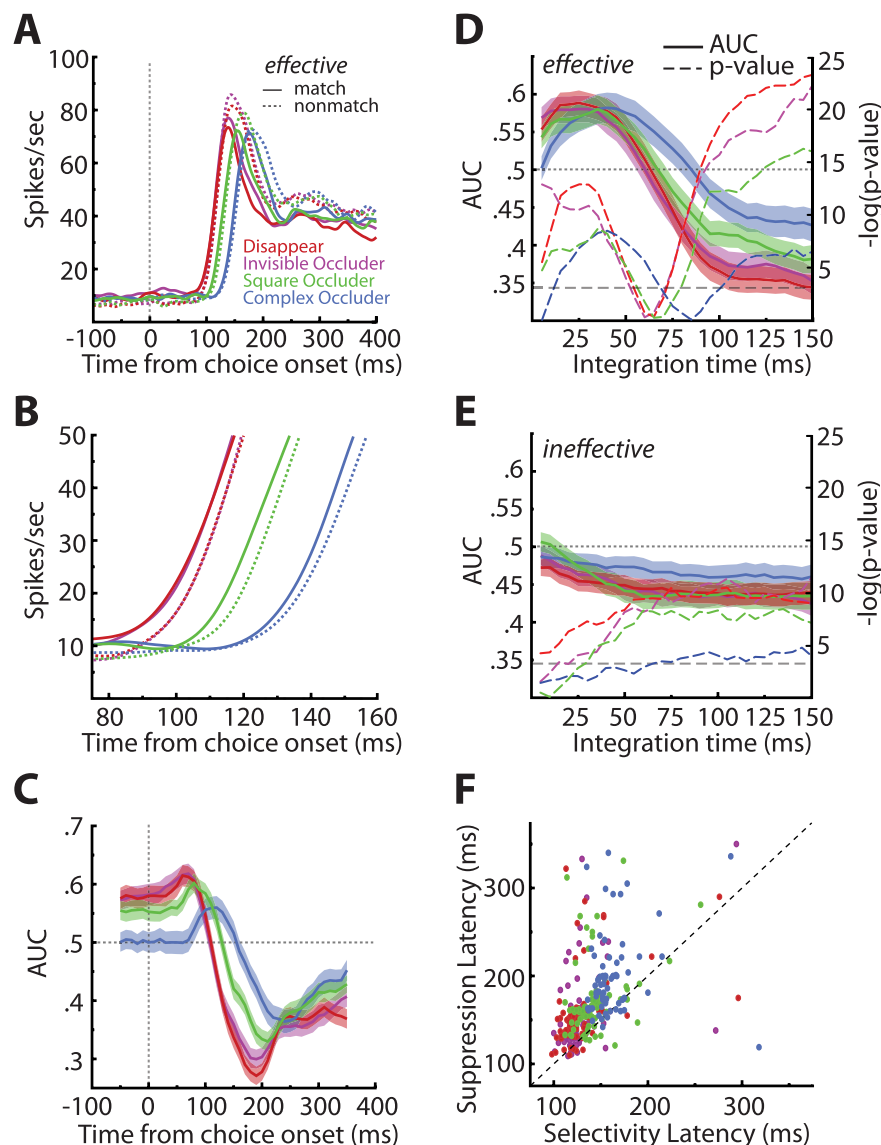 A
100
80
60
40
20
Spikes/sec
effective
match
nonmatch
Disappear
Invisible Occluder
Square Occluder
Complex Occluder
-100
0
100
200
300
400
Time from choice onset (ms)
B
50
40
30
20
10
Spikes/sec
80
100
120
140
160
Time from choice onset (ms)
C
.7
.6
.5
.4
.3
AUC
-100
0
100
200
300
400
Time from choice onset (ms)
D
effective
AUC
p-value
.6
.55
.5
.45
.4
.35
AUC
25
20
15
10
5
-log(p-value)
25
50
75
100
125
150
Integration time (ms)
E
ineffective
.6
.55
.5
.45
.4
.35
AUC
25
20
15
10
5
-log(p-value)
25
50
75
100
125
150
Integration time (ms)
F
300
200
100
Suppression Latency (ms)
100
200
300
Selectivity Latency (ms)